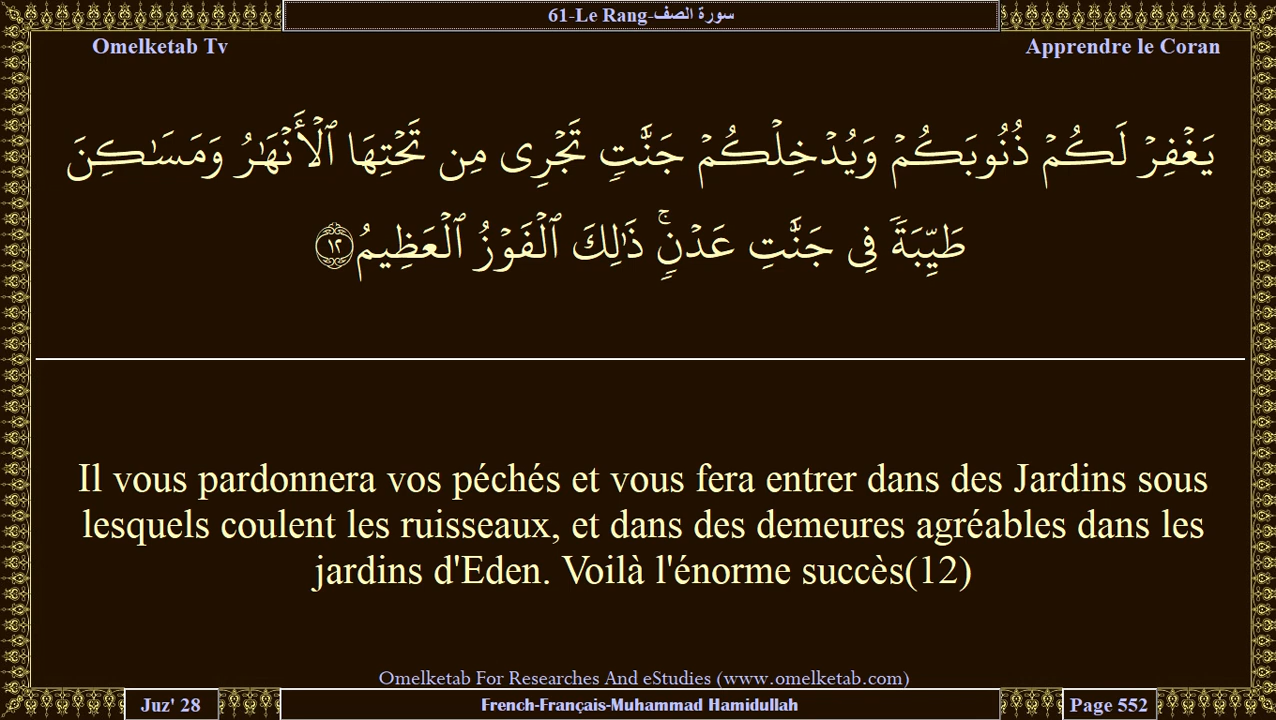 61-Le Rang-سورة الصف
Omelketab Tv
Apprendre le Coran
يَغۡفِرۡ لَكُمۡ ذُنُوبَكُمۡ وَيُدۡخِلۡكُمۡ جَنَّٰتٖ تَجۡرِي مِن تَحۡتِهَا ٱلۡأَنۡهَٰرُ وَمَسَٰكِنَ
طَيِّبَةٗ فِي جَنَّٰتِ عَدۡنٖۚ ذَٰلِكَ ٱلۡفَوۡزُ ٱلۡعَظِيمُ ١٢
Il vous pardonnera vos péchés et vous fera entrer dans des Jardins sous
lesquels coulent les ruisseaux, et dans des demeures agréables dans les
jardins d'Eden. Voilà l'énorme succès(12)
Omelketab For Researches And eStudies (www.omelketab.com)
Juz' 28
French-Français-Muhammad Hamidullah
Page 552